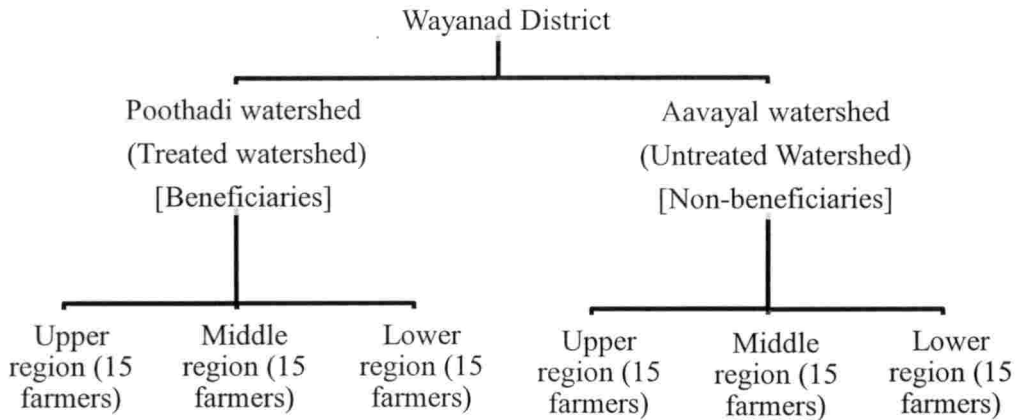 Wayanad District
Poothadi watershed
(Treated watershed)
[Beneficiaries]
Aavayal watershed
(Untreated Watershed)
[Non-beneficiaries]
Upper
region (15
farmers)
Middle
region (15
farmers)
Lower
region (15
farmers)
Upper
region (15
farmers)
Middle
region (15
farmers)
Lower
region (15
farmers)